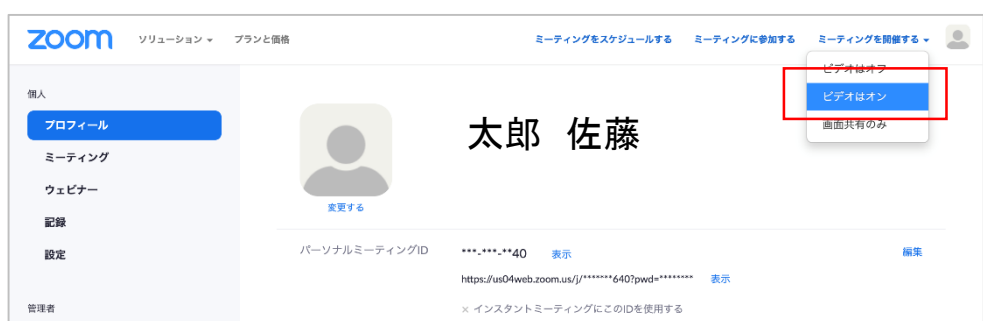 zoom ソリューション プランと価格 ミーティングをスケジュールする ミーティングに参加する ミーティングを開催する
ビデオはオフ
ビデオはオン
画面共有のみ
個人
プロフィール
ミーティング
ウェビナー
記録
設定
管理者
太郎 佐藤
変更する
パーソナルミーティングID ***-***-**40 表示 編集
https://us04web.zoom.us/j/*******640?pwd=******** 表示
× インスタントミーティングにこのIDを使用する